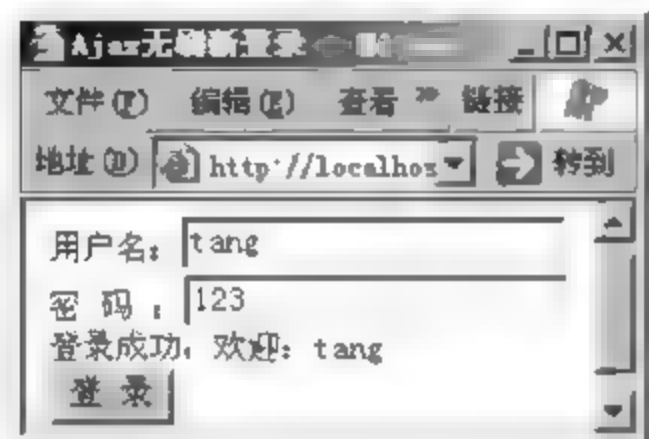 Ajax无刷新登录
文件(F) 编辑(E) 查看 » 链接
地址(D) http://localhos 转到
用户名: tang
密 码: 123
登录成功, 欢迎: tang
登 录